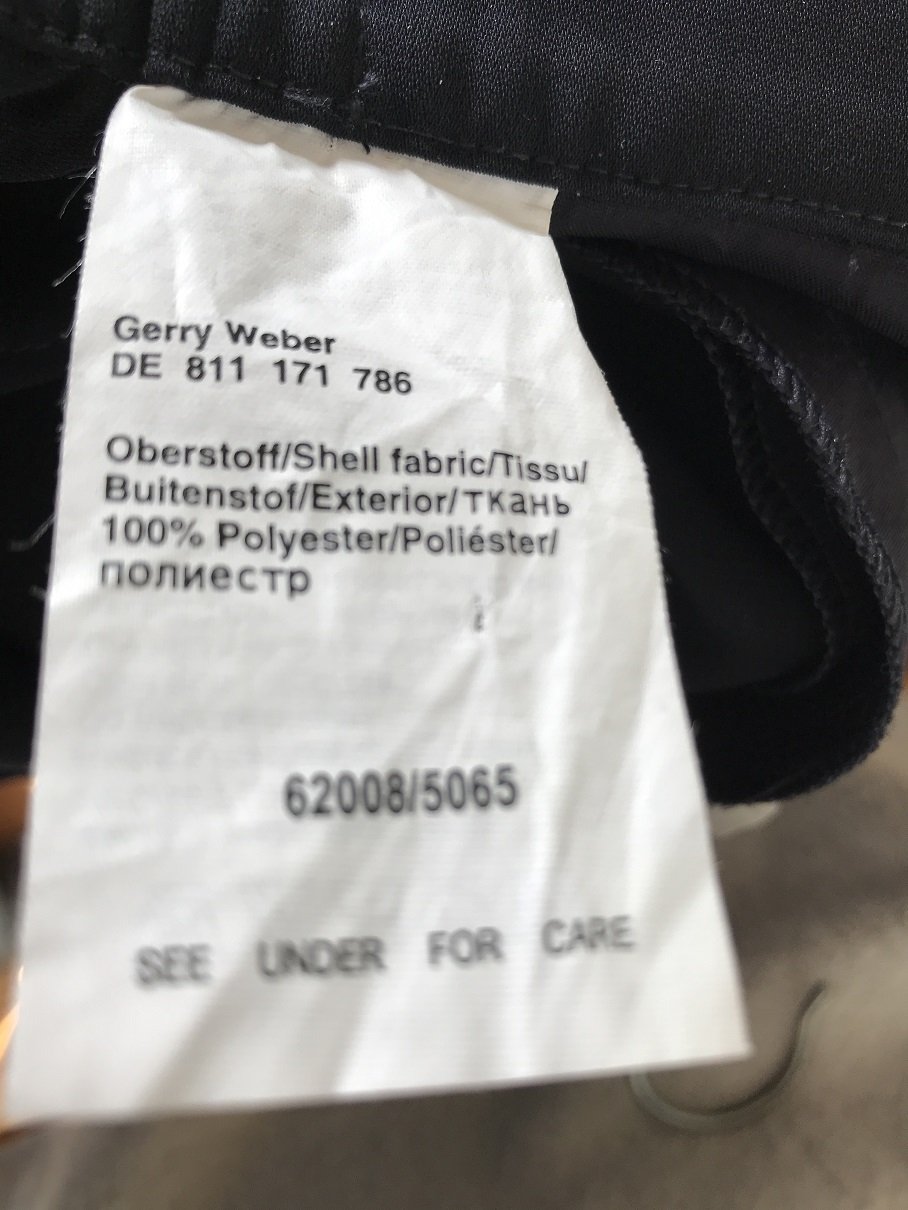 Gerry Weber
DE 811 171 786
Oberstoff/Shell fabric/Tissu/
Buitenstof/Exterior/ткань
100% Polyester/Poliéster/
полиестр
62008/5065
SEE UNDER FOR CARE